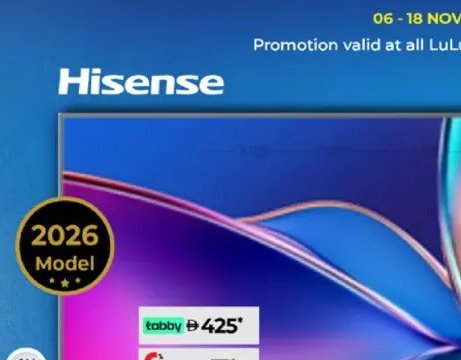 06 - 18 NOV
Promotion valid at all LuLu
Hisense
2026
Model
tabby 425*